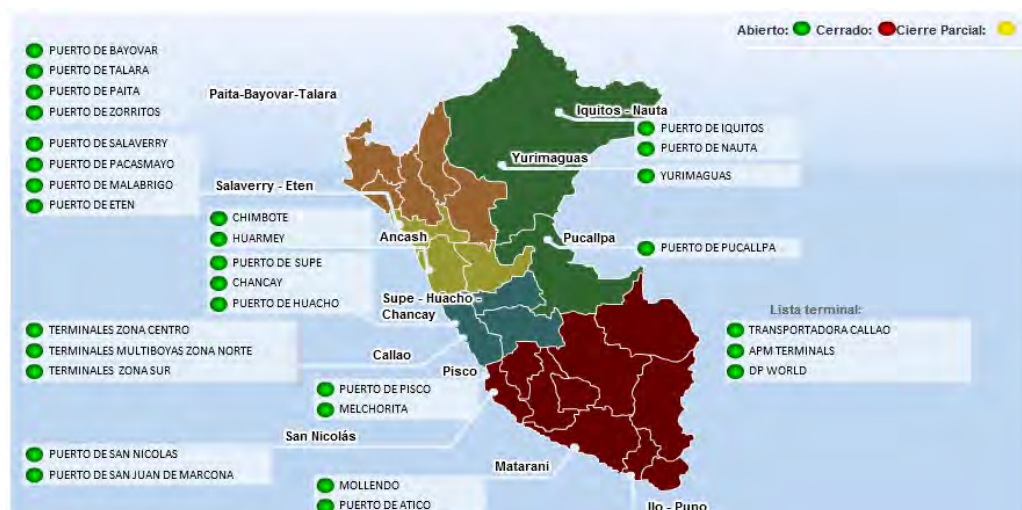 Abierto: Cerrado: Cierre Parcial:
PUERTO DE BAYOVAR
PUERTO DE TALARA
PUERTO DE PAITA
PUERTO DE ZORRITOS
Paita-Bayovar-Talara
Iquitos - Nauta
PUERTO DE IQUITOS
PUERTO DE NAUTA
PUERTO DE SALAVERRY
PUERTO DE PACASMAYO
PUERTO DE MALABRIGO
PUERTO DE ETEN
Yurimaguas
YURIMAGUAS
Salaverry - Eten
CHIMBOTE
HUARMEY
Ancash
Pucallpa
PUERTO DE PUCALLPA
PUERTO DE SUPE
CHANCAY
PUERTO DE HUACHO
Supe - Huacho -
Chancay
Lista terminal:
TRANSPORTADORA CALLAO
APM TERMINALS
DP WORLD
TERMINALES ZONA CENTRO
TERMINALES MULTIBOYAS ZONA NORTE
TERMINALES ZONA SUR
Callao
Pisco
PUERTO DE PISCO
MELCHORITA
San Nicolás
PUERTO DE SAN NICOLAS
PUERTO DE SAN JUAN DE MARCONA
Matarani
MOLLENDO
PUERTO DE ATICO
Ilo - Puno